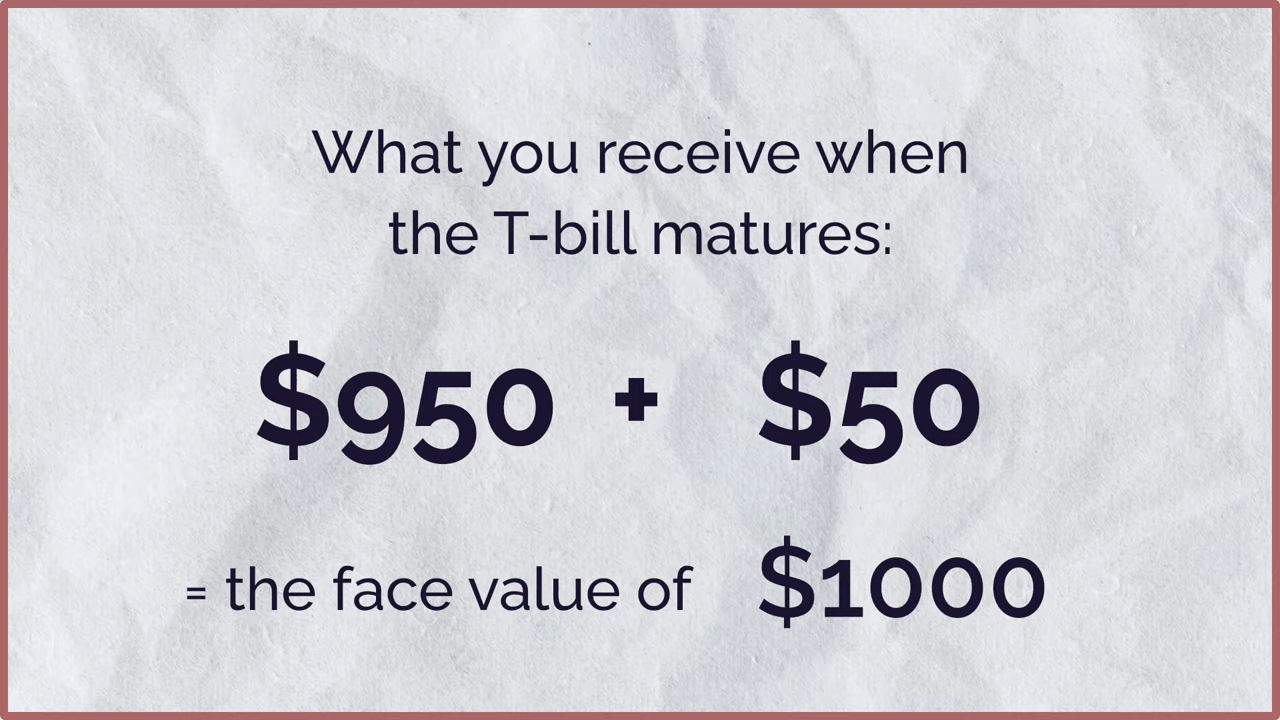 What you receive when
the T-bill matures:
$950 + $50
= the face value of $1000